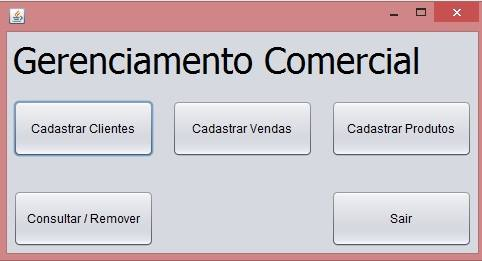 Gerenciamento Comercial
Cadastrar Clientes
Cadastrar Vendas
Cadastrar Produtos
Consultar / Remover
Sair